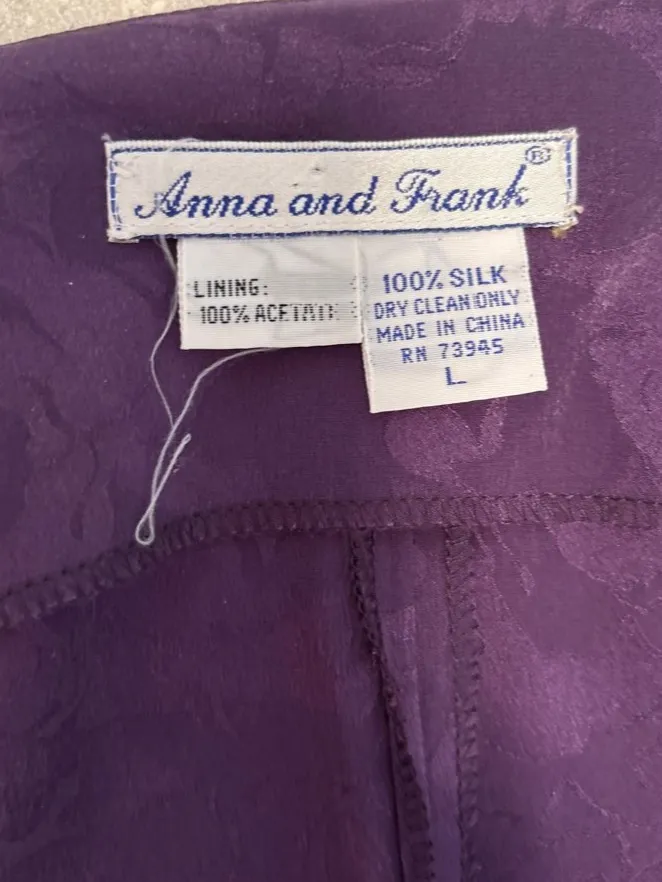 Anna and Frank®
LINING:
100% ACETATE
100% SILK
DRY CLEAN ONLY
MADE IN CHINA
RN 73945
L